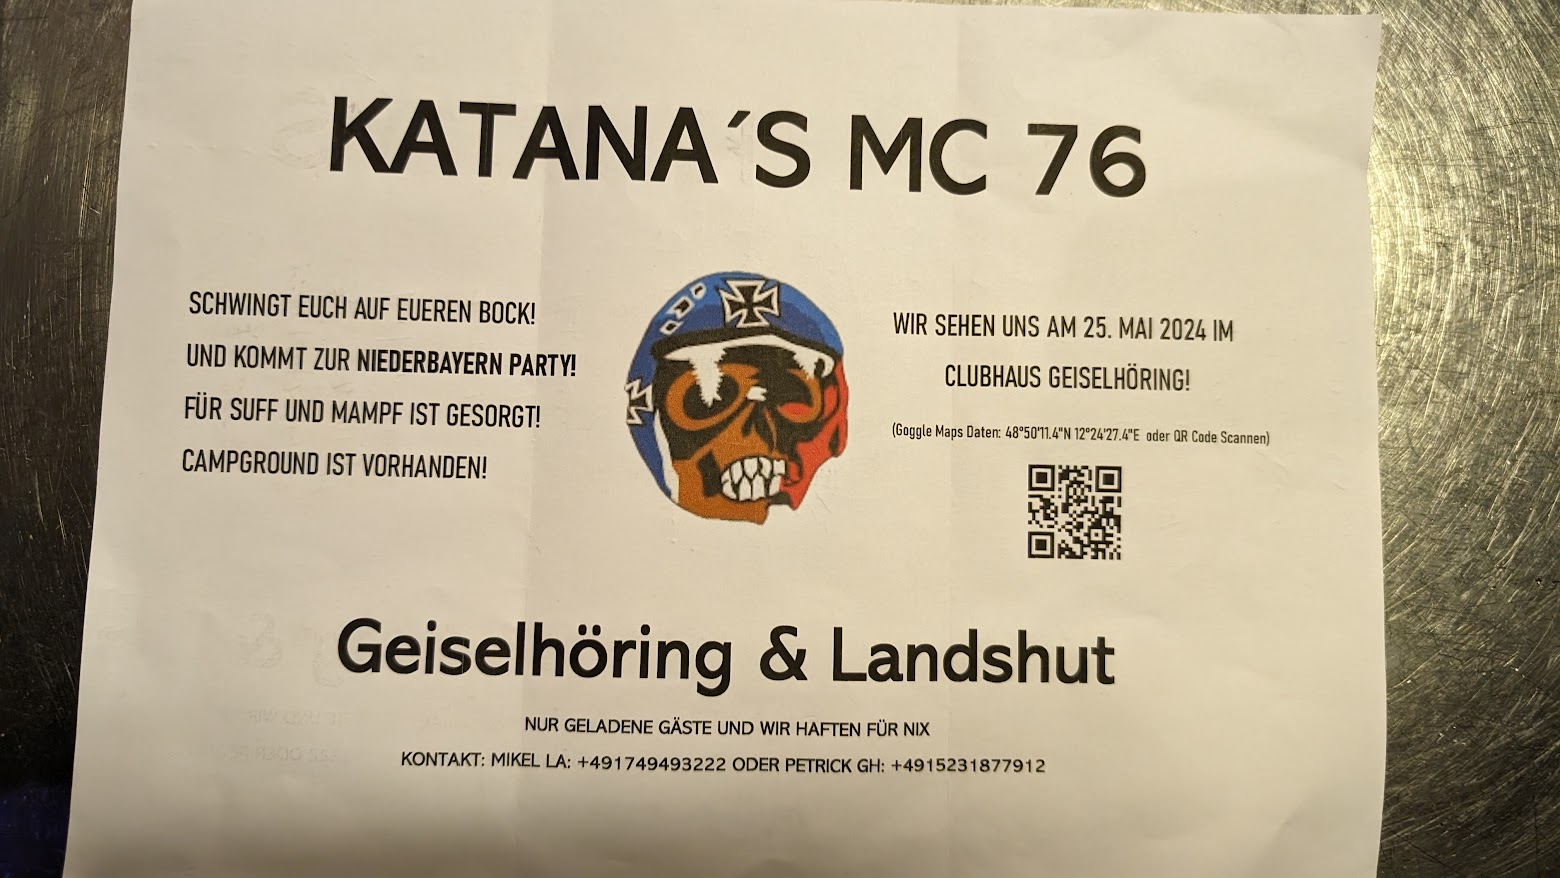 KATANA´S MC 76
SCHWINGT EUCH AUF EUEREN BOCK!
UND KOMMT ZUR NIEDERBAYERN PARTY!
FÜR SUFF UND MAMPF IST GESORGT!
CAMPGROUND IST VORHANDEN!
WIR SEHEN UNS AM 25. MAI 2024 IM
CLUBHAUS GEISELHÖRING!
(Goggle Maps Daten: 48°50'11.4"N 12°24'27.4"E oder QR Code Scannen)
Geiselhöring & Landshut
NUR GELADENE GÄSTE UND WIR HAFTEN FÜR NIX
KONTAKT: MIKEL LA: +491749493222 ODER PETRICK GH: +4915231877912